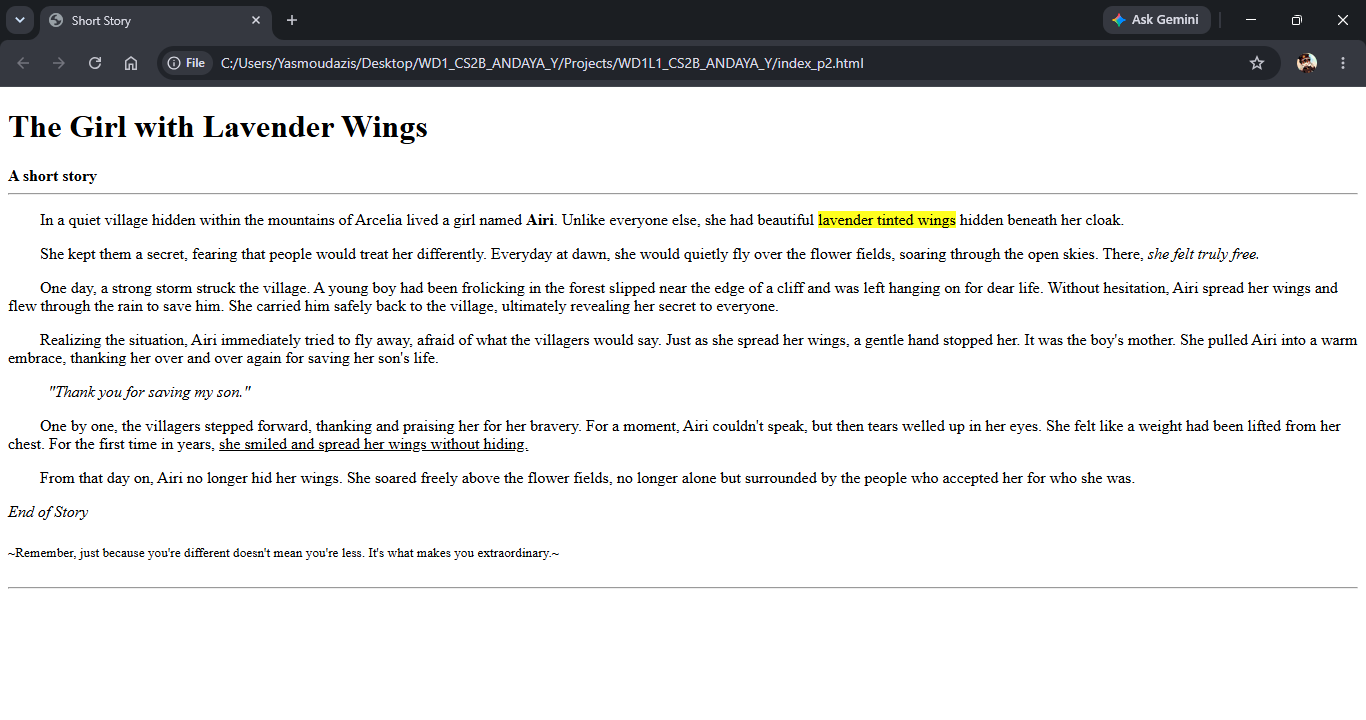 Short Story
Ask Gemini
File
C:/Users/Yasmoudazis/Desktop/WD1_CS2B_ANDAYA_Y/Projects/WD1L1_CS2B_ANDAYA_Y/index_p2.html
The Girl with Lavender Wings
A short story
In a quiet village hidden within the mountains of Arcelia lived a girl named Airi. Unlike everyone else, she had beautiful lavender tinted wings hidden beneath her cloak.
She kept them a secret, fearing that people would treat her differently. Everyday at dawn, she would quietly fly over the flower fields, soaring through the open skies. There, she felt truly free.
One day, a strong storm struck the village. A young boy had been frolicking in the forest slipped near the edge of a cliff and was left hanging on for dear life. Without hesitation, Airi spread her wings and
flew through the rain to save him. She carried him safely back to the village, ultimately revealing her secret to everyone.
Realizing the situation, Airi immediately tried to fly away, afraid of what the villagers would say. Just as she spread her wings, a gentle hand stopped her. It was the boy's mother. She pulled Airi into a warm
embrace, thanking her over and over again for saving her son's life.
"Thank you for saving my son."
One by one, the villagers stepped forward, thanking and praising her for her bravery. For a moment, Airi couldn't speak, but then tears welled up in her eyes. She felt like a weight had been lifted from her
chest. For the first time in years, she smiled and spread her wings without hiding.
From that day on, Airi no longer hid her wings. She soared freely above the flower fields, no longer alone but surrounded by the people who accepted her for who she was.
End of Story
~Remember, just because you're different doesn't mean you're less. It's what makes you extraordinary.~